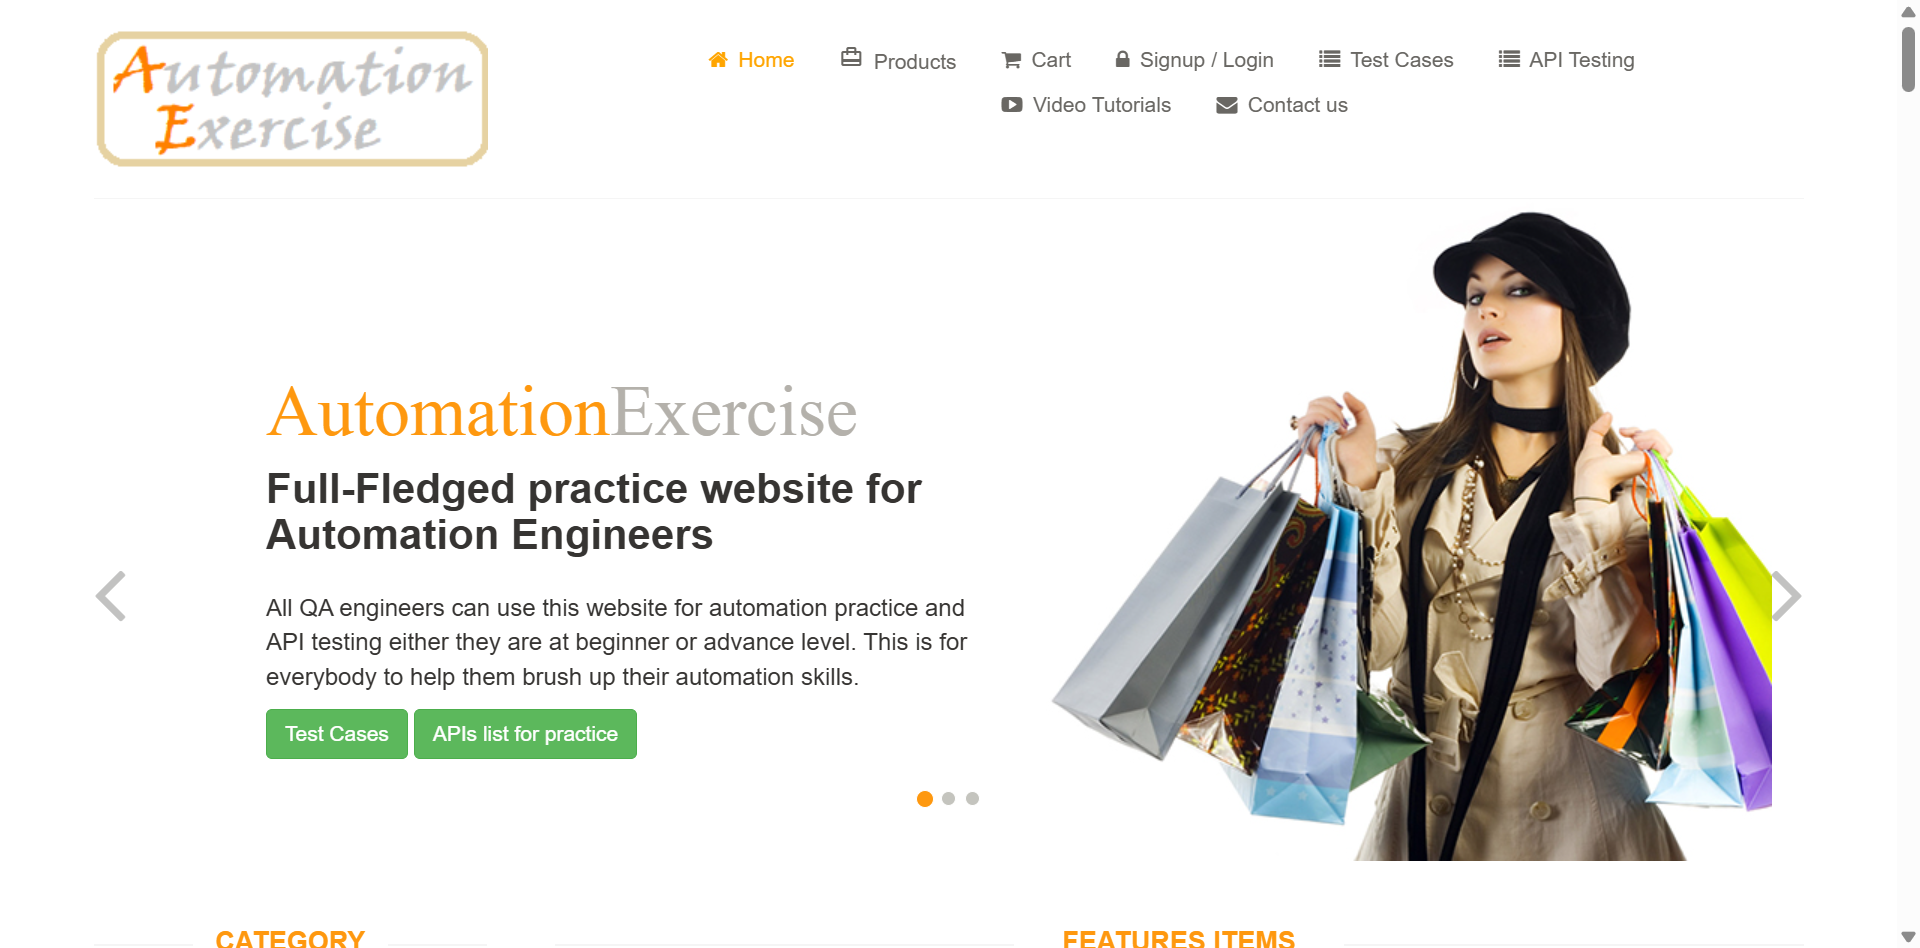 Automation
Exercise
Home
Products
Cart
Signup / Login
Test Cases
API Testing
Video Tutorials
Contact us
AutomationExercise
Full-Fledged practice website for
Automation Engineers
All QA engineers can use this website for automation practice and
API testing either they are at beginner or advance level. This is for
everybody to help them brush up their automation skills.
Test Cases
APIs list for practice
CATEGORY
FEATURES ITEMS